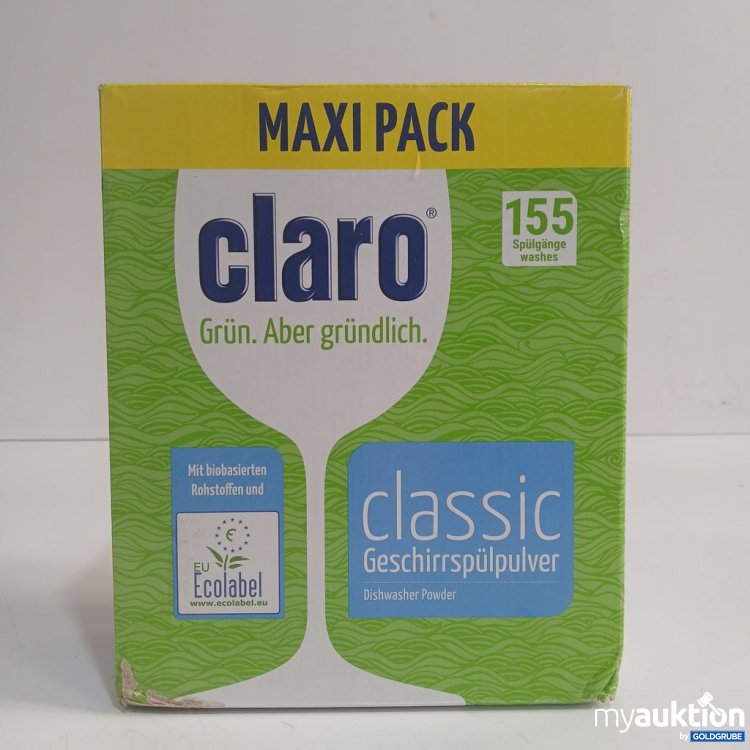 MAXI PACK
claro®
Grün. Aber gründlich.
155
Spülgänge
washes
Mit biobasierten
Rohstoffen und
€
EU
Ecolabel
www.ecolabel.eu
classic
Geschirrspülpulver
Dishwasher Powder
myauktion
by GOLDGRUBE